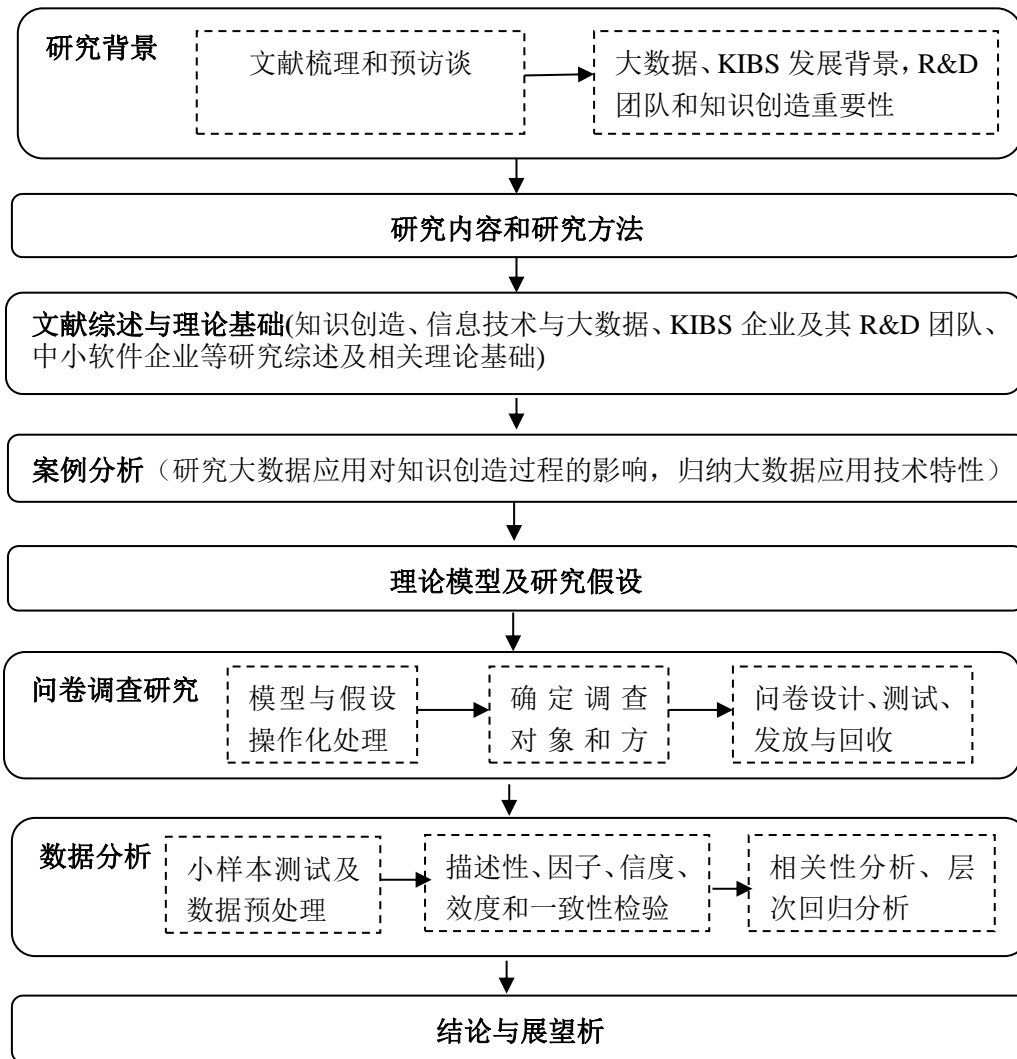 研究背景
文献梳理和预访谈
大数据、KIBS 发展背景，R&D
团队和知识创造重要性
研究内容和研究方法
文献综述与理论基础(知识创造、信息技术与大数据、KIBS 企业及其 R&D 团队、
中小软件企业等研究综述及相关理论基础)
案例分析（研究大数据应用对知识创造过程的影响，归纳大数据应用技术特性）
理论模型及研究假设
问卷调查研究
模型与假设
操作化处理
确定调查
对象和方
问卷设计、测试、
发放与回收
数据分析
小样本测试及
数据预处理
描述性、因子、信度、
效度和一致性检验
相关性分析、层
次回归分析
结论与展望析